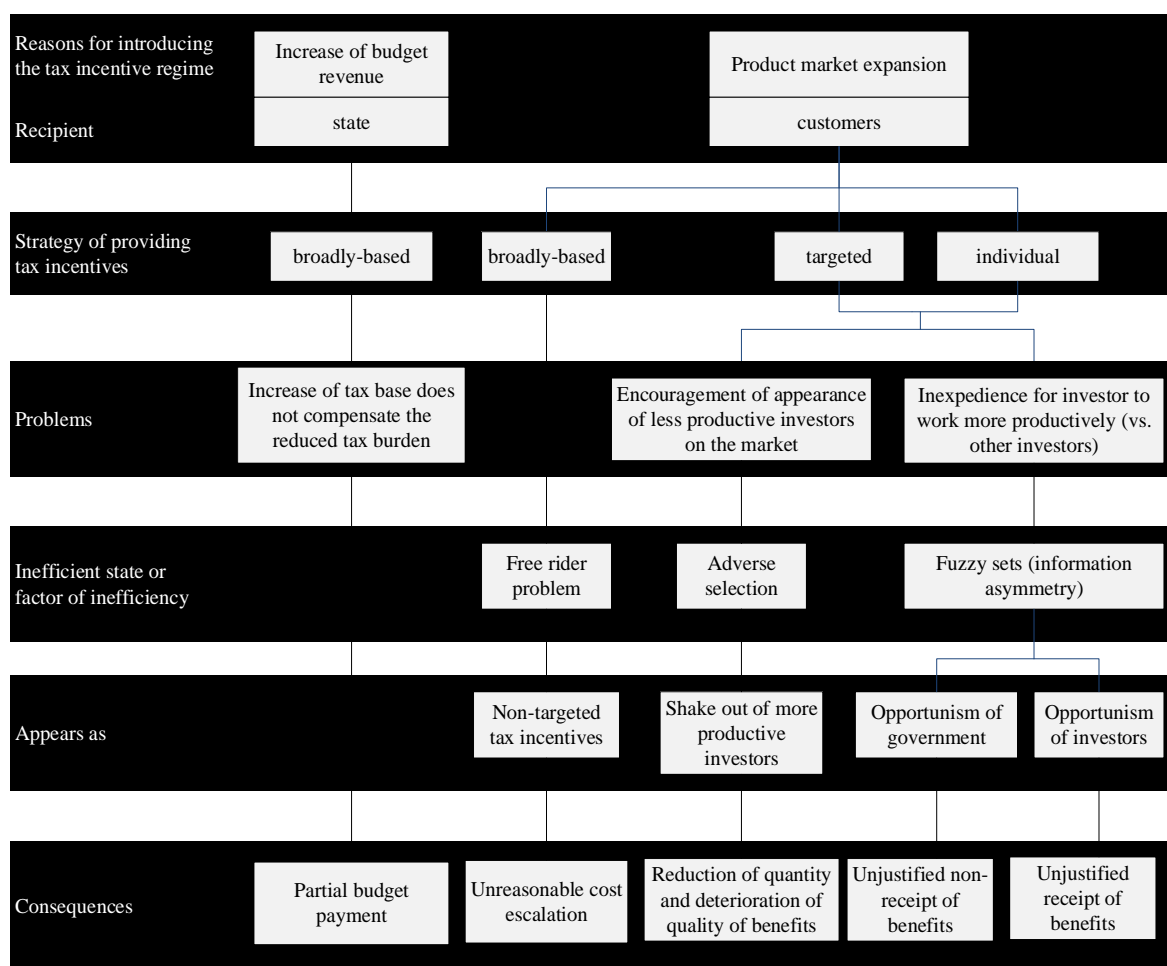 Reasons for introducing
the tax incentive regime
Increase of budget
revenue
Product market expansion
Recipient
state
customers
Strategy of providing
tax incentives
broadly-based
broadly-based
targeted
individual
Problems
Increase of tax base does
not compensate the
reduced tax burden
Encouragement of appearance
of less productive investors
on the market
Inexpedience for investor to
work more productively (vs.
other investors)
Inefficient state or
factor of inefficiency
Free rider
problem
Adverse
selection
Fuzzy sets (information
asymmetry)
Appears as
Non-targeted
tax incentives
Shake out of more
productive
investors
Opportunism of
government
Opportunism
of investors
Consequences
Partial budget
payment
Unreasonable cost
escalation
Reduction of quantity
and deterioration of
quality of benefits
Unjustified non-
receipt of
benefits
Unjustified
receipt of
benefits